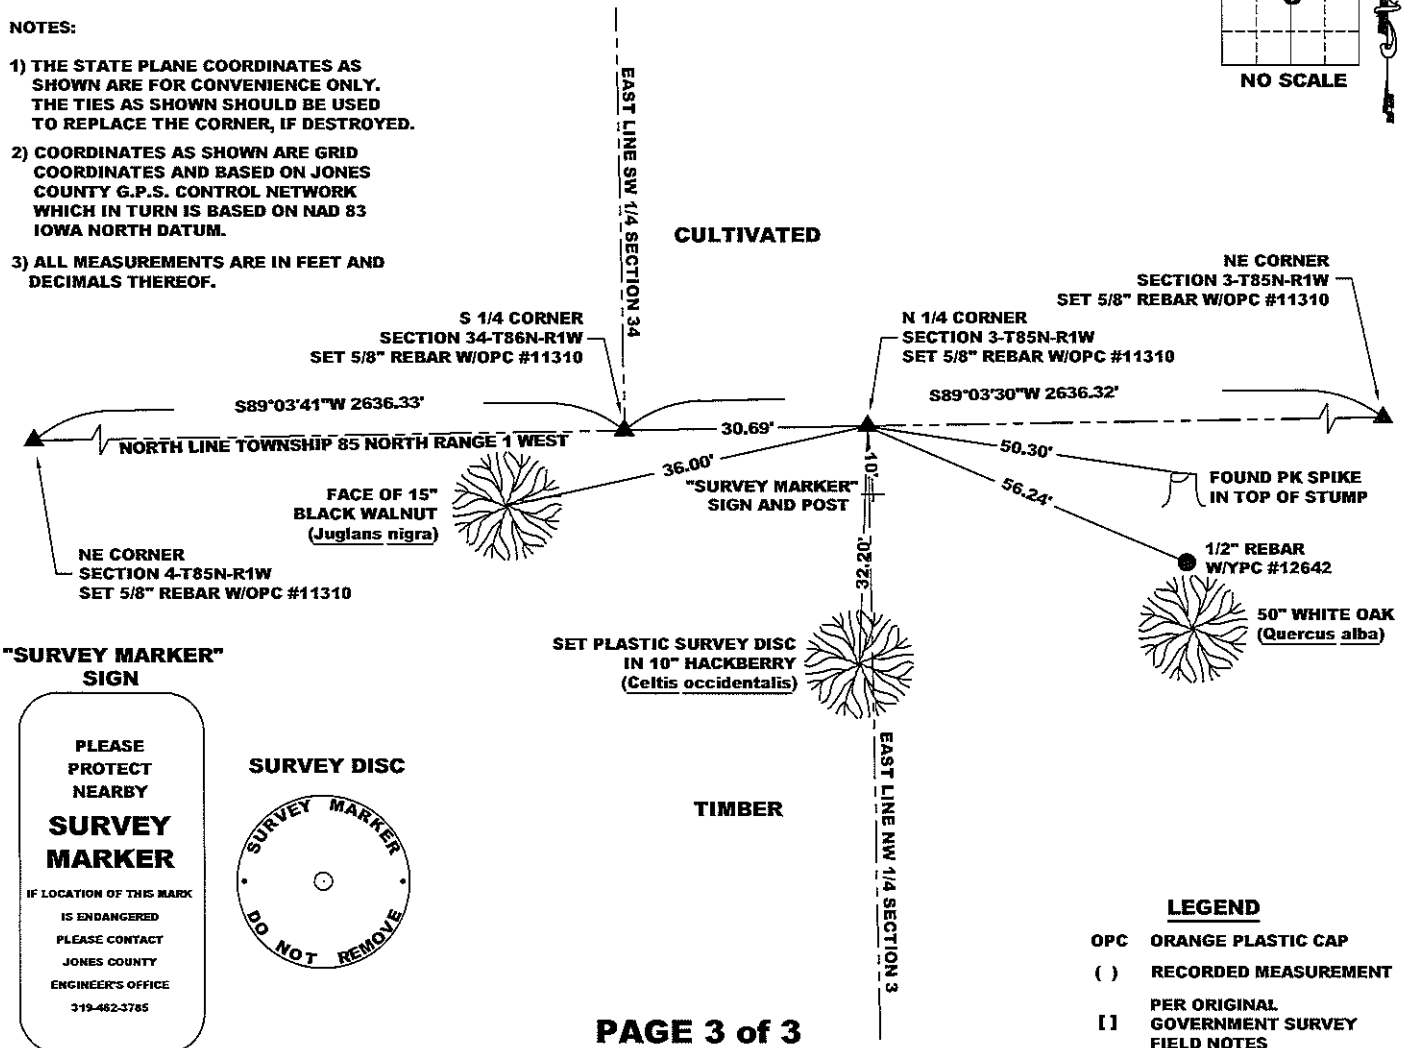 NOTES:
1) THE STATE PLANE COORDINATES AS
SHOWN ARE FOR CONVENIENCE ONLY.
THE TIES AS SHOWN SHOULD BE USED
TO REPLACE THE CORNER, IF DESTROYED.
2) COORDINATES AS SHOWN ARE GRID
COORDINATES AND BASED ON JONES
COUNTY G.P.S. CONTROL NETWORK
WHICH IN TURN IS BASED ON NAD 83
IOWA NORTH DATUM.
3) ALL MEASUREMENTS ARE IN FEET AND
DECIMALS THEREOF.
NO SCALE
EAST LINE SW 1/4 SECTION 34
CULTIVATED
NE CORNER
SECTION 3-T85N-R1W
SET 5/8" REBAR W/OPC #11310
S 1/4 CORNER
SECTION 34-T86N-R1W
SET 5/8" REBAR W/OPC #11310
N 1/4 CORNER
SECTION 3-T85N-R1W
SET 5/8" REBAR W/OPC #11310
S89°03'41"W 2636.33'
S89°03'30"W 2636.32'
NORTH LINE TOWNSHIP 85 NORTH RANGE 1 WEST
30.69'
36.00'
10'
50.30'
56.24'
32.20'
"SURVEY MARKER"
SIGN AND POST
FOUND PK SPIKE
IN TOP OF STUMP
FACE OF 15"
BLACK WALNUT
(Juglans nigra)
NE CORNER
SECTION 4-T85N-R1W
SET 5/8" REBAR W/OPC #11310
1/2" REBAR
W/YPC #12642
50" WHITE OAK
(Quercus alba)
SET PLASTIC SURVEY DISC
IN 10" HACKBERRY
(Celtis occidentalis)
"SURVEY MARKER"
SIGN
PLEASE
PROTECT
NEARBY
SURVEY
MARKER
IF LOCATION OF THIS MARK
IS ENDANGERED
PLEASE CONTACT
JONES COUNTY
ENGINEER'S OFFICE
319-462-3785
SURVEY DISC
SURVEY MARKER
DO NOT REMOVE
TIMBER
EAST LINE NW 1/4 SECTION 3
LEGEND
OPC ORANGE PLASTIC CAP
( ) RECORDED MEASUREMENT
[ ] PER ORIGINAL
GOVERNMENT SURVEY
FIELD NOTES
PAGE 3 of 3